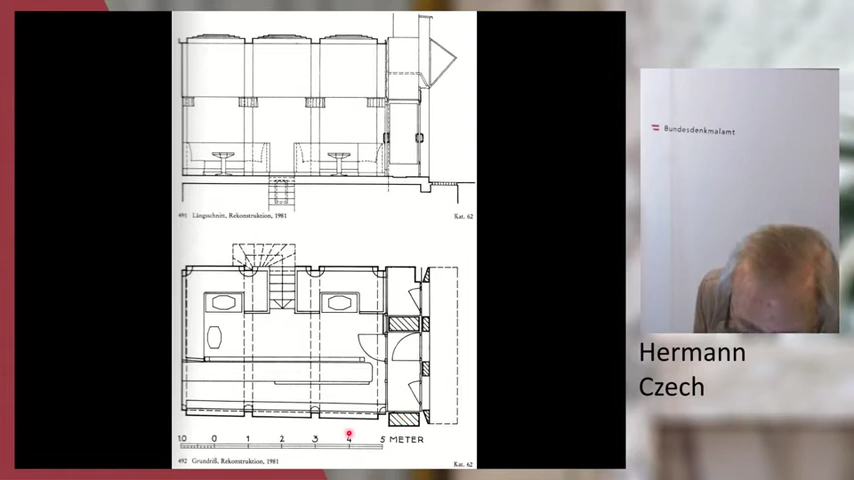 491 Längsschnitt, Rekonstruktion, 1981
Kat. 62
1.0 0 1 2 3 4 5 METER
492 Grundriß, Rekonstruktion, 1981
Kat. 62
Bundesdenkmalamt
Hermann
Czech